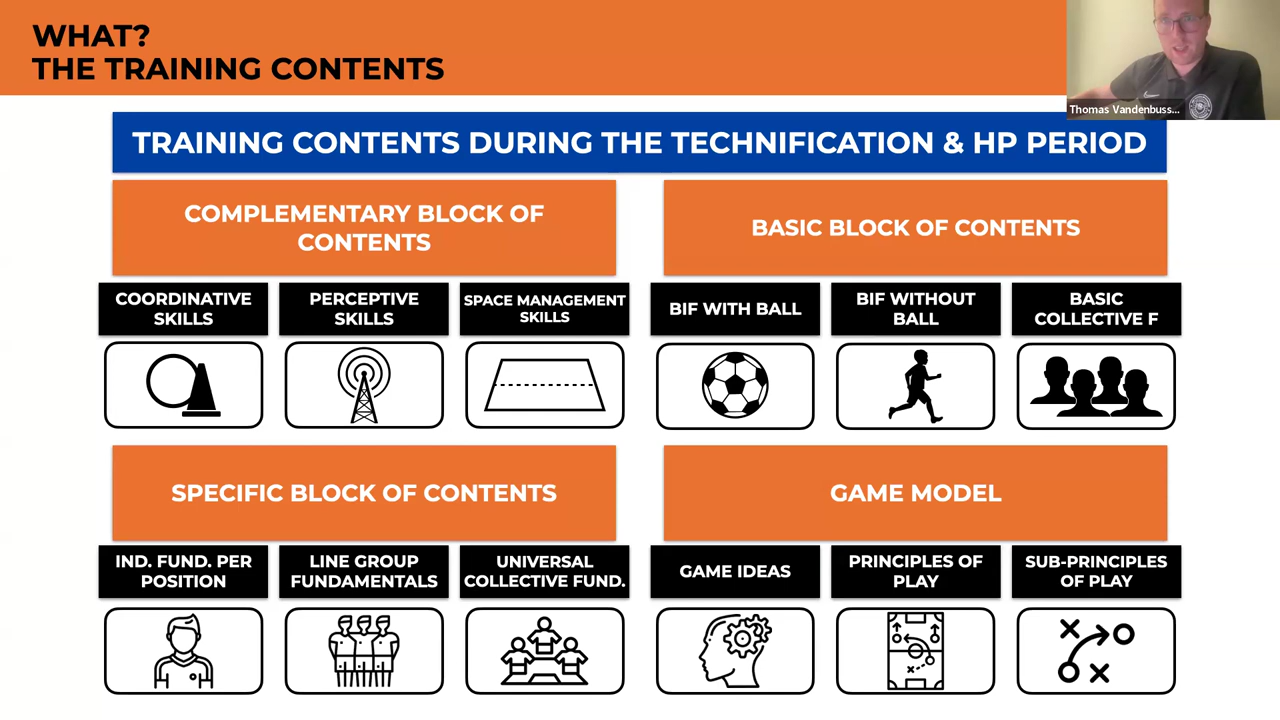 WHAT?
THE TRAINING CONTENTS
Thomas Vandenbuss...
TRAINING CONTENTS DURING THE TECHNIFICATION & HP PERIOD
COMPLEMENTARY BLOCK OF
CONTENTS
BASIC BLOCK OF CONTENTS
COORDINATIVE
SKILLS
PERCEPTIVE
SKILLS
SPACE MANAGEMENT
SKILLS
BIF WITH BALL
BIF WITHOUT
BALL
BASIC
COLLECTIVE F
SPECIFIC BLOCK OF CONTENTS
GAME MODEL
IND. FUND. PER
POSITION
LINE GROUP
FUNDAMENTALS
UNIVERSAL
COLLECTIVE FUND.
GAME IDEAS
PRINCIPLES OF
PLAY
SUB-PRINCIPLES
OF PLAY